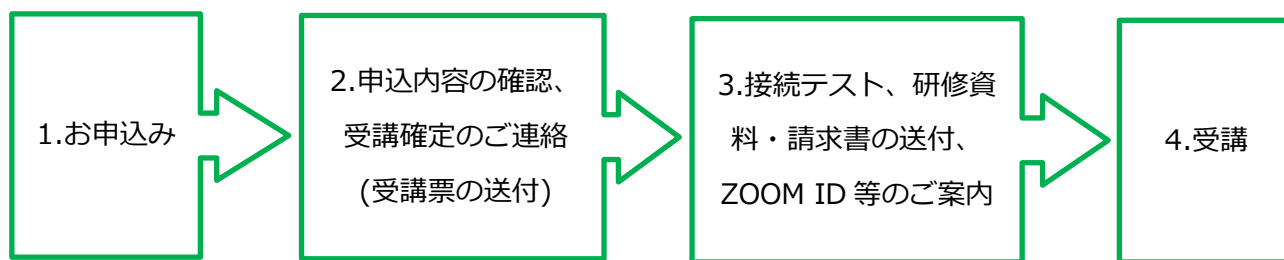 1.お申込み
2.申込内容の確認、
受講確定のご連絡
(受講票の送付)
3.接続テスト、研修資
料・請求書の送付、
ZOOM ID 等のご案内
4.受講